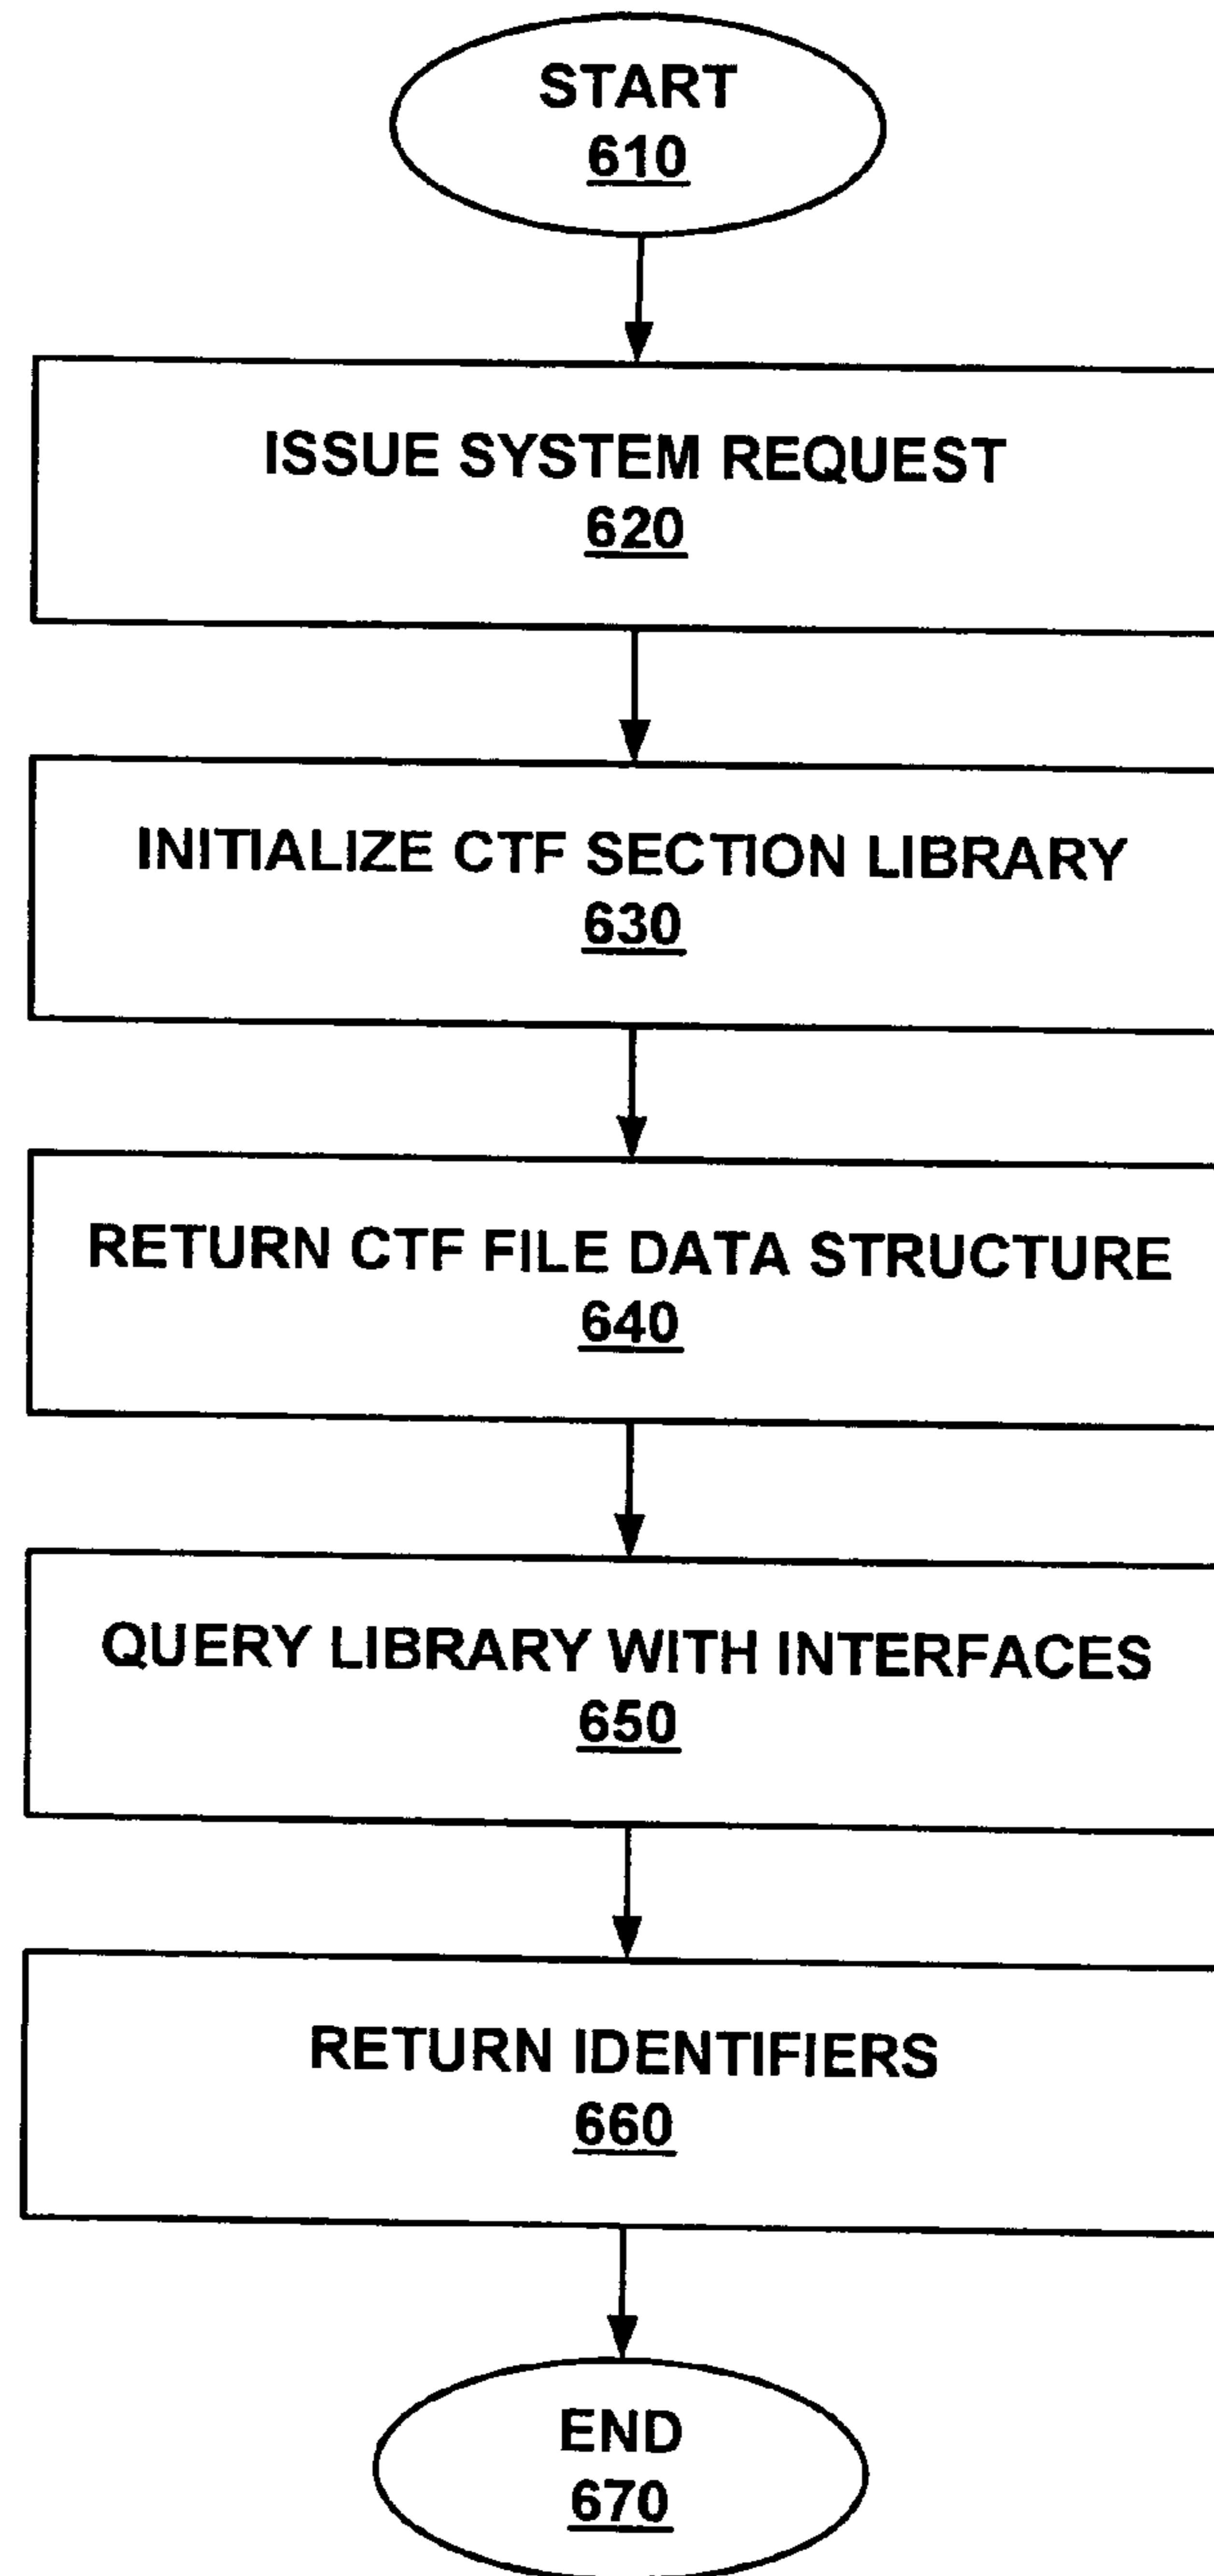 START
610
ISSUE SYSTEM REQUEST
620
INITIALIZE CTF SECTION LIBRARY
630
RETURN CTF FILE DATA STRUCTURE
640
QUERY LIBRARY WITH INTERFACES
650
RETURN IDENTIFIERS
660
END
670